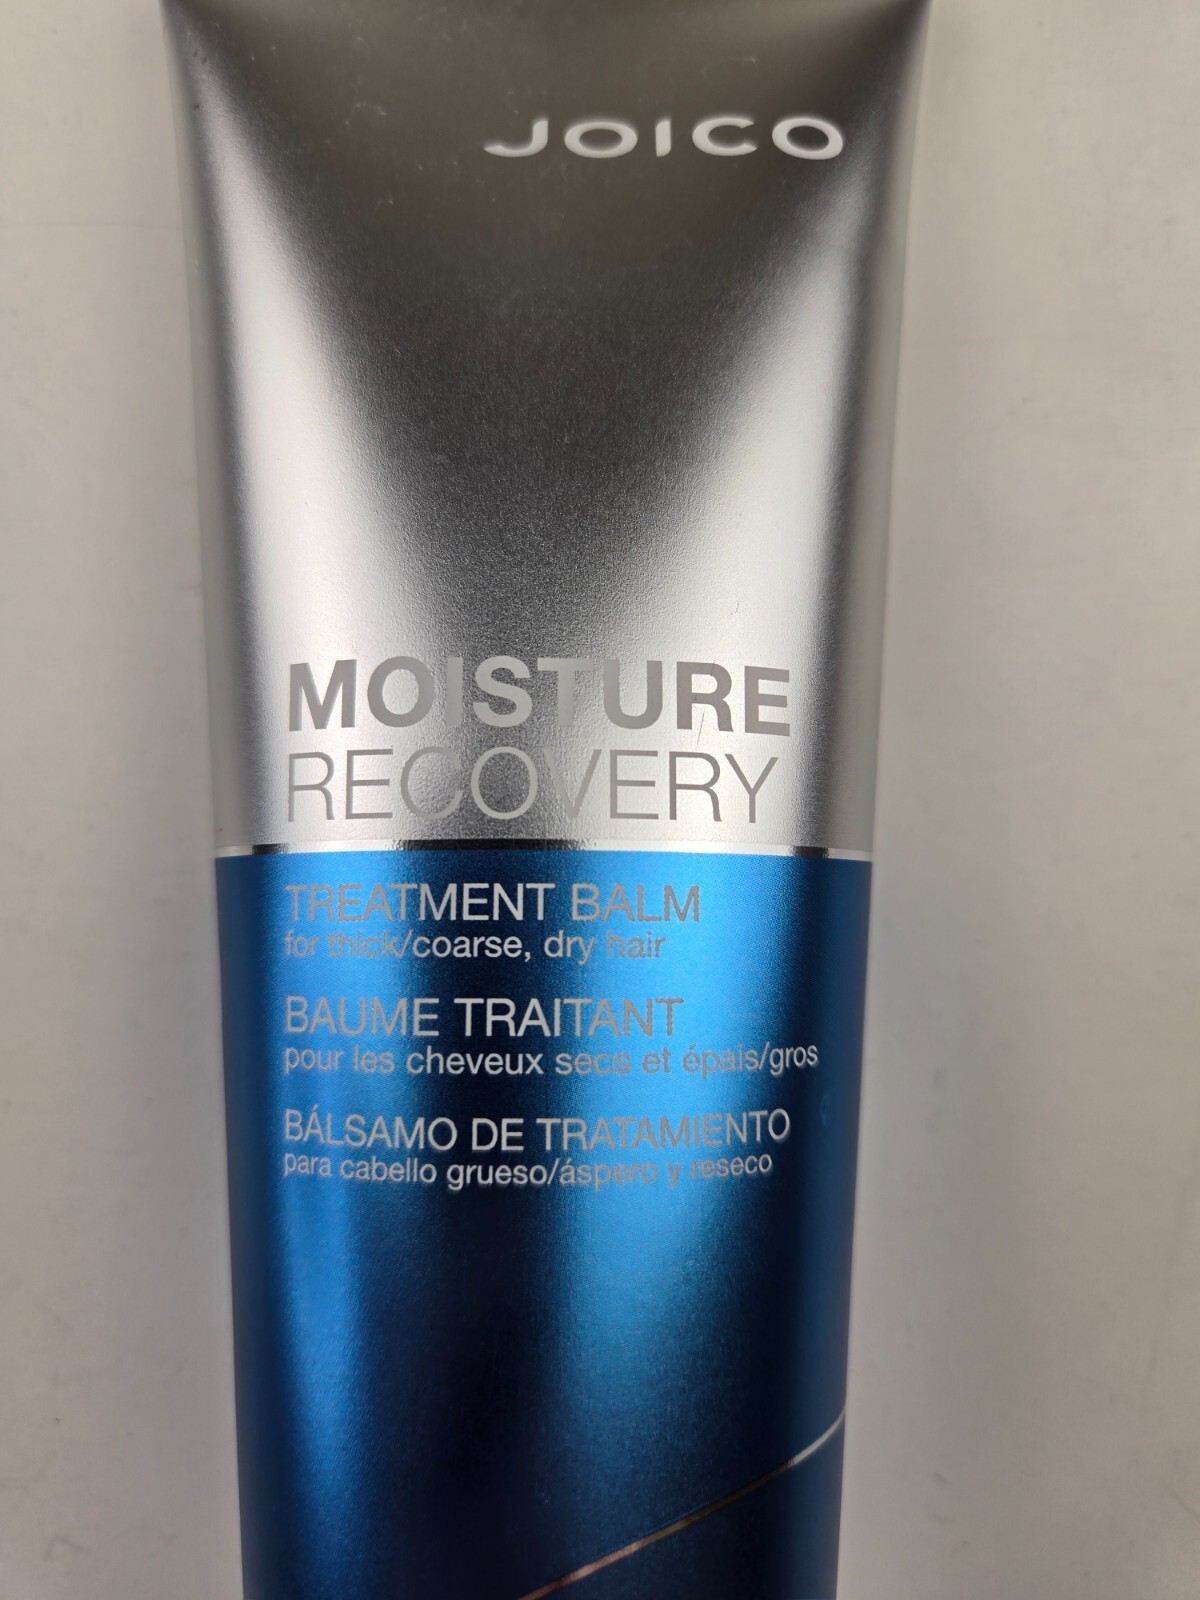 JOICO
MOISTURE
RECOVERY
TREATMENT BALM
for thick/coarse, dry hair
BAUME TRAITANT
pour les cheveux secs et épais/gros
BÁLSAMO DE TRATAMIENTO
para cabello grueso/áspero y reseco